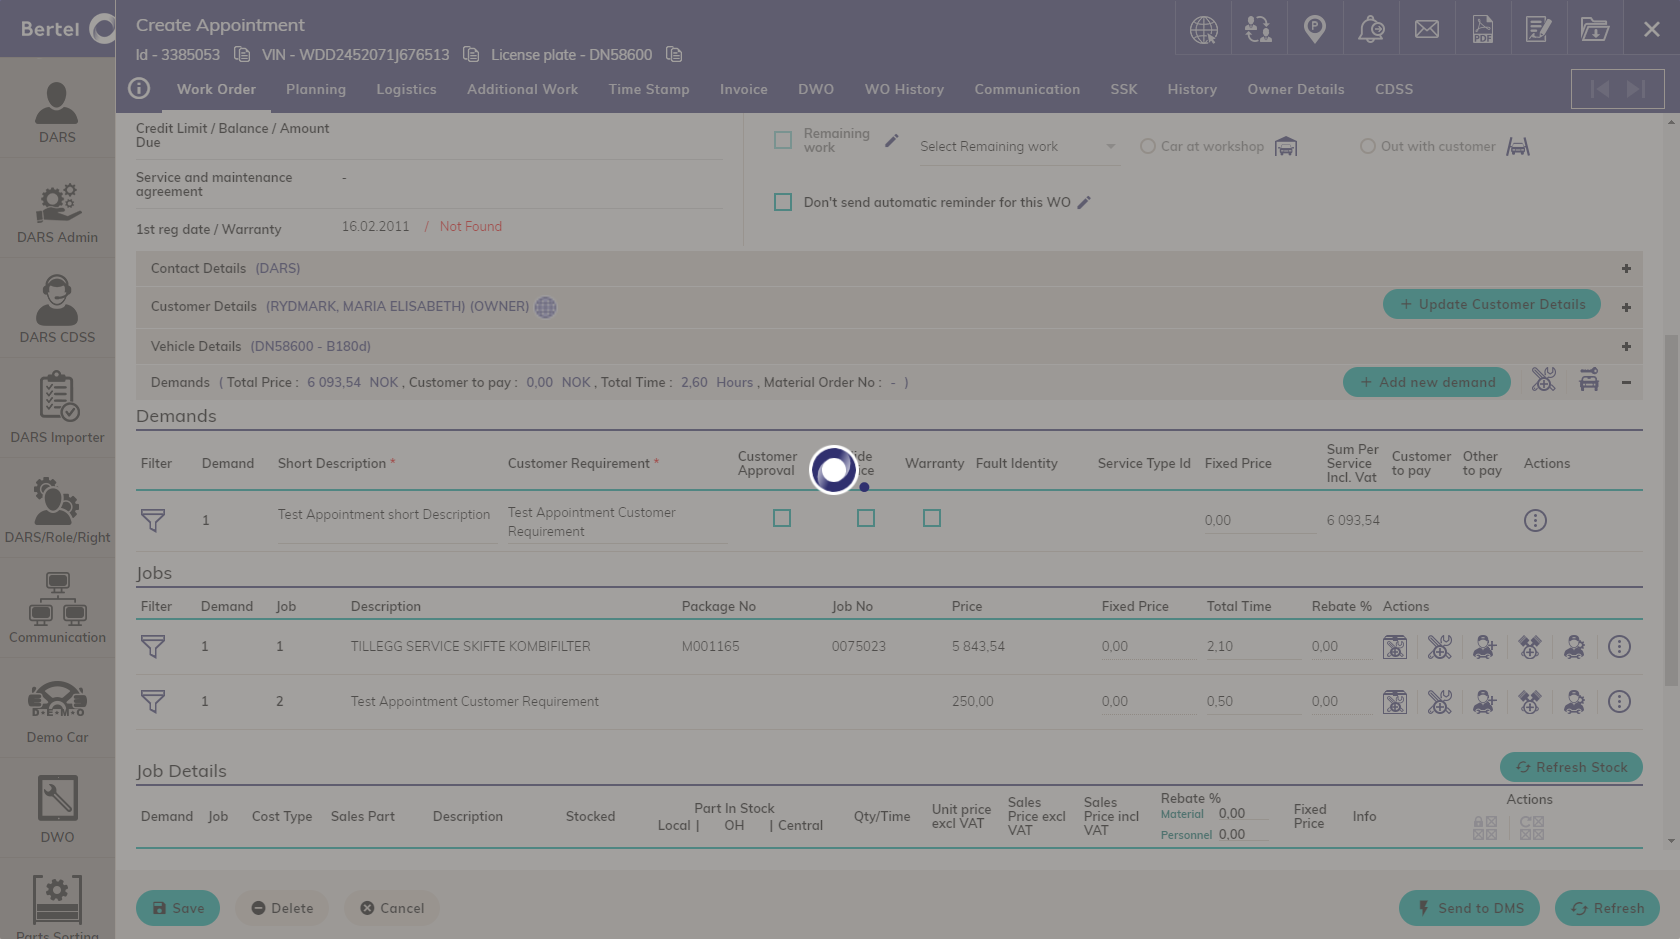 Bertel
Create Appointment
Id - 3385053 VIN - WDD2452071J676513 License plate - DN58600
Work Order Planning Logistics Additional Work Time Stamp Invoice DWO WO History Communication SSK History Owner Details CDSS
DARS
DARS Admin
DARS CDSS
DARS Importer
DARS/Role/Right
Communication
D-E-M-O
Demo Car
DWO
Parts Sorting
Credit Limit / Balance / Amount
Due
Service and maintenance
agreement
-
1st reg date / Warranty 16.02.2011 / Not Found
Remaining
work
Select Remaining work Car at workshop Out with customer
Don't send automatic reminder for this WO
Contact Details (DARS)
Customer Details (RYDMARK, MARIA ELISABETH) (OWNER) + Update Customer Details
Vehicle Details (DN58600 - B180d)
Demands ( Total Price : 6 093,54 NOK , Customer to pay : 0,00 NOK , Total Time : 2,60 Hours , Material Order No : - ) + Add new demand
Demands
Filter Demand Short Description * Customer Requirement * Customer Approval Warranty Fault Identity Service Type Id Fixed Price Sum Per Service Incl. Vat Customer to pay Other to pay Actions
1 Test Appointment short Description Test Appointment Customer Requirement 0,00 6 093,54
Jobs
Filter Demand Job Description Package No Job No Price Fixed Price Total Time Rebate % Actions
1 1 TILLEGG SERVICE SKIFTE KOMBIFILTER M001165 0075023 5 843,54 0,00 2,10 0,00
1 2 Test Appointment Customer Requirement 250,00 0,00 0,50 0,00
Job Details Refresh Stock
Demand Job Cost Type Sales Part Description Stocked Part In Stock Local | OH | Central Qty/Time Unit price excl VAT Sales Price excl VAT Sales Price incl VAT Rebate % Material 0,00 Personnel 0,00 Fixed Price Info Actions
Save Delete Cancel Send to DMS Refresh